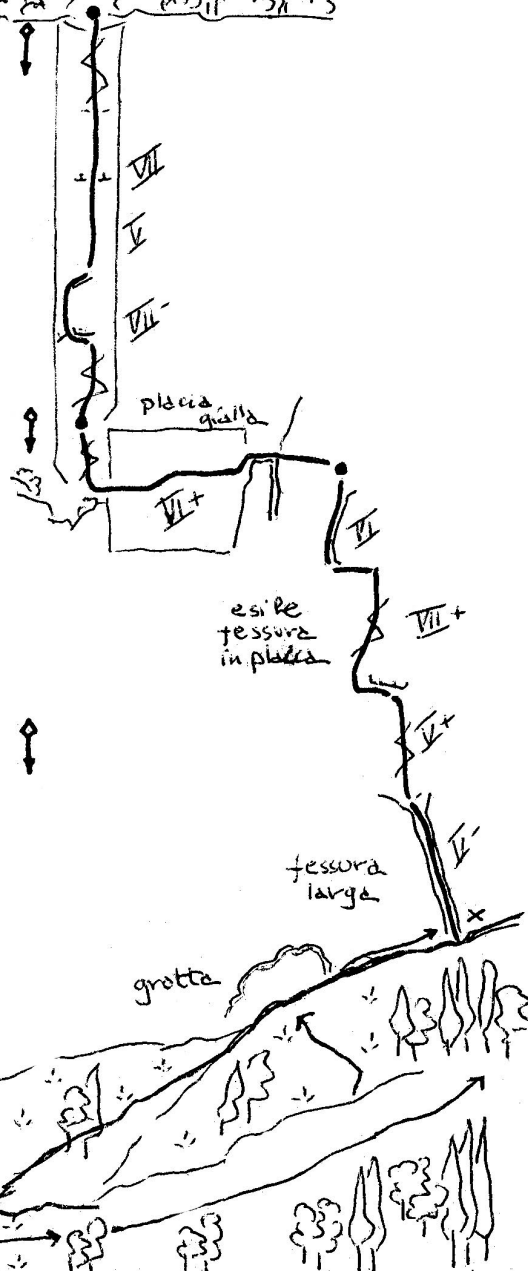 VII
V
VII-
placca
gialla
VI+
VI
esile
fessura
in placca
VII+
V+
V-
fessura
larga
x
grotta